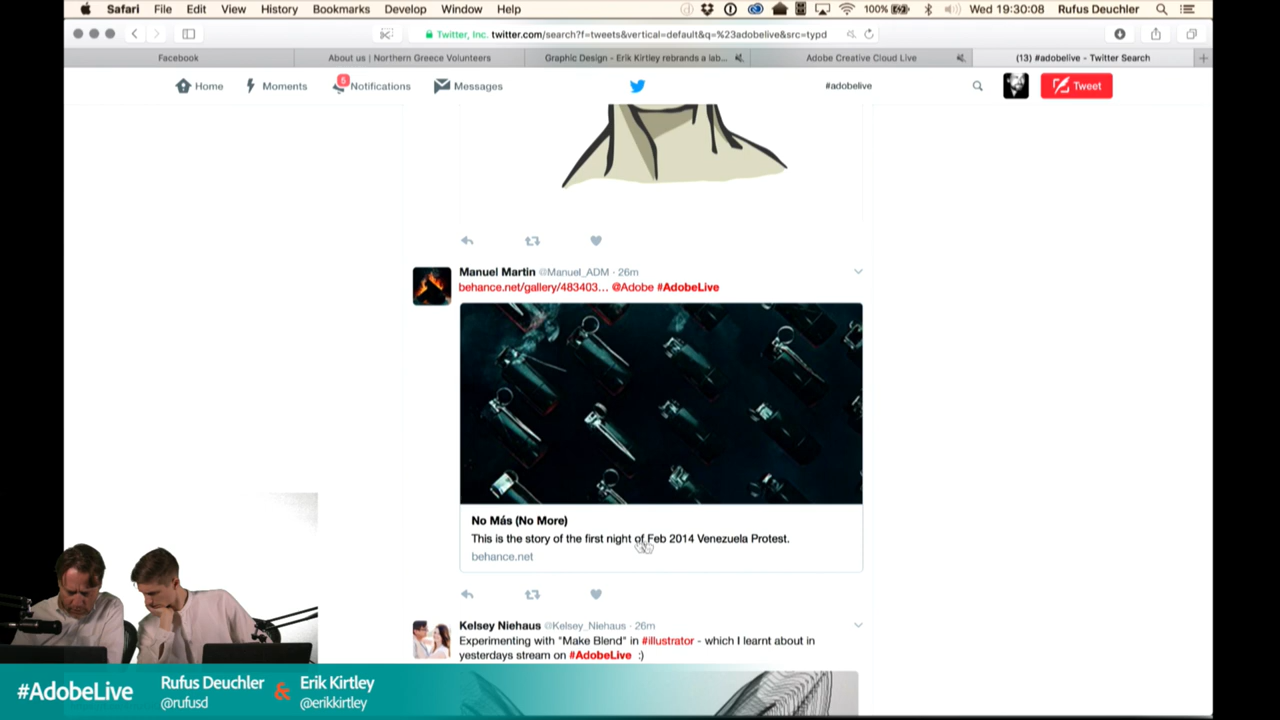 Safari File Edit View History Bookmarks Develop Window Help 100% Wed 19:30:08 Rufus Deuchler
Twitter, Inc. twitter.com/search?f=tweets&vertical=default&q=%23adobelive&src=typd
Facebook About us | Northern Greece Volunteers Graphic Design - Erik Kirtley rebrands a lab... Adobe Creative Cloud Live (13) #adobelive - Twitter Search
Home Moments Notifications Messages #adobelive Tweet
Manuel Martin @Manuel_ADM · 26m
behance.net/gallery/483403... @Adobe #AdobeLive
No Más (No More)
This is the story of the first night of Feb 2014 Venezuela Protest.
behance.net
Kelsey Niehaus @Kelsey_Niehaus · 26m
Experimenting with "Make Blend" in #illustrator - which I learnt about in
yesterdays stream on #AdobeLive :)
#AdobeLive Rufus Deuchler & Erik Kirtley
@rufusd @erikkirtley